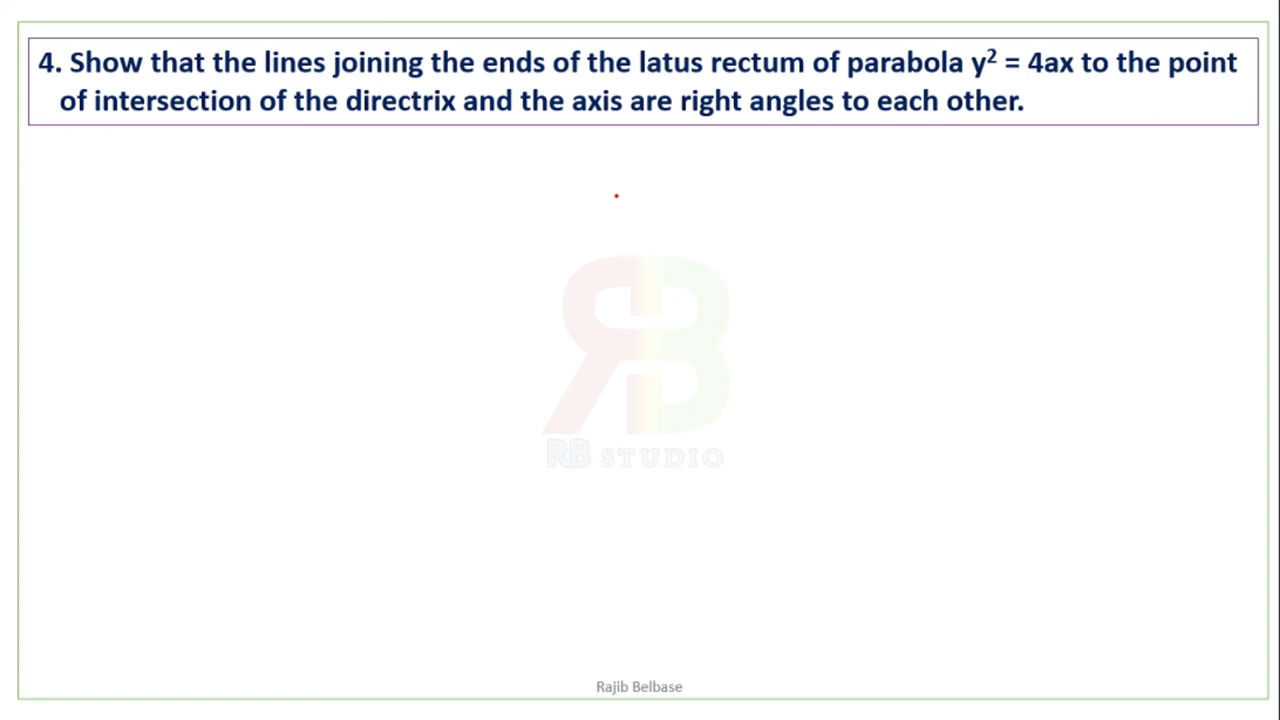 4. Show that the lines joining the ends of the latus rectum of parabola y² = 4ax to the point
of intersection of the directrix and the axis are right angles to each other.
RB
RB STUDIO
Rajib Belbase